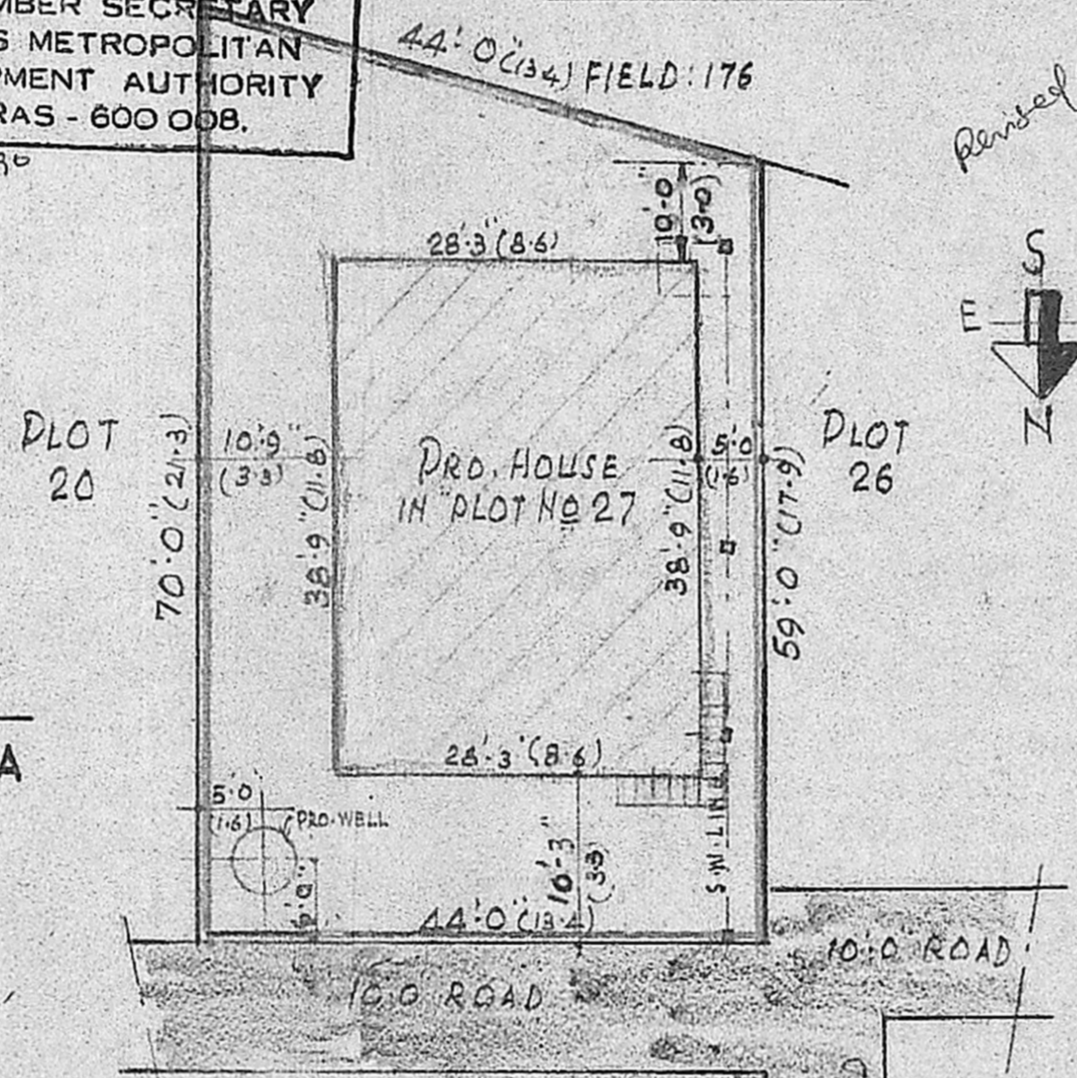 MBER SECRETARY
S METROPOLITAN
PMENT AUTHORITY
RAS - 600 008.
44'-0"(13·4) FIELD:176
Revised
10'-0
(3·0)
28'·3"(8·6)
S
E
N
PLOT
20
70'·0"(21·3)
10'·9"
(3·3)
38'·9"(11·8)
PRO. HOUSE
IN PLOT No 27
38'·9"(11·8)
5'·0
(1·6)
59'·0"(17·9)
PLOT
26
A
28'·3"(8·6)
5'·0
(1·6)
PRO. WELL
10'-3"
(3·3)
S.W. LINE
44'·0"(13·4)
10·0 ROAD
10·0 ROAD